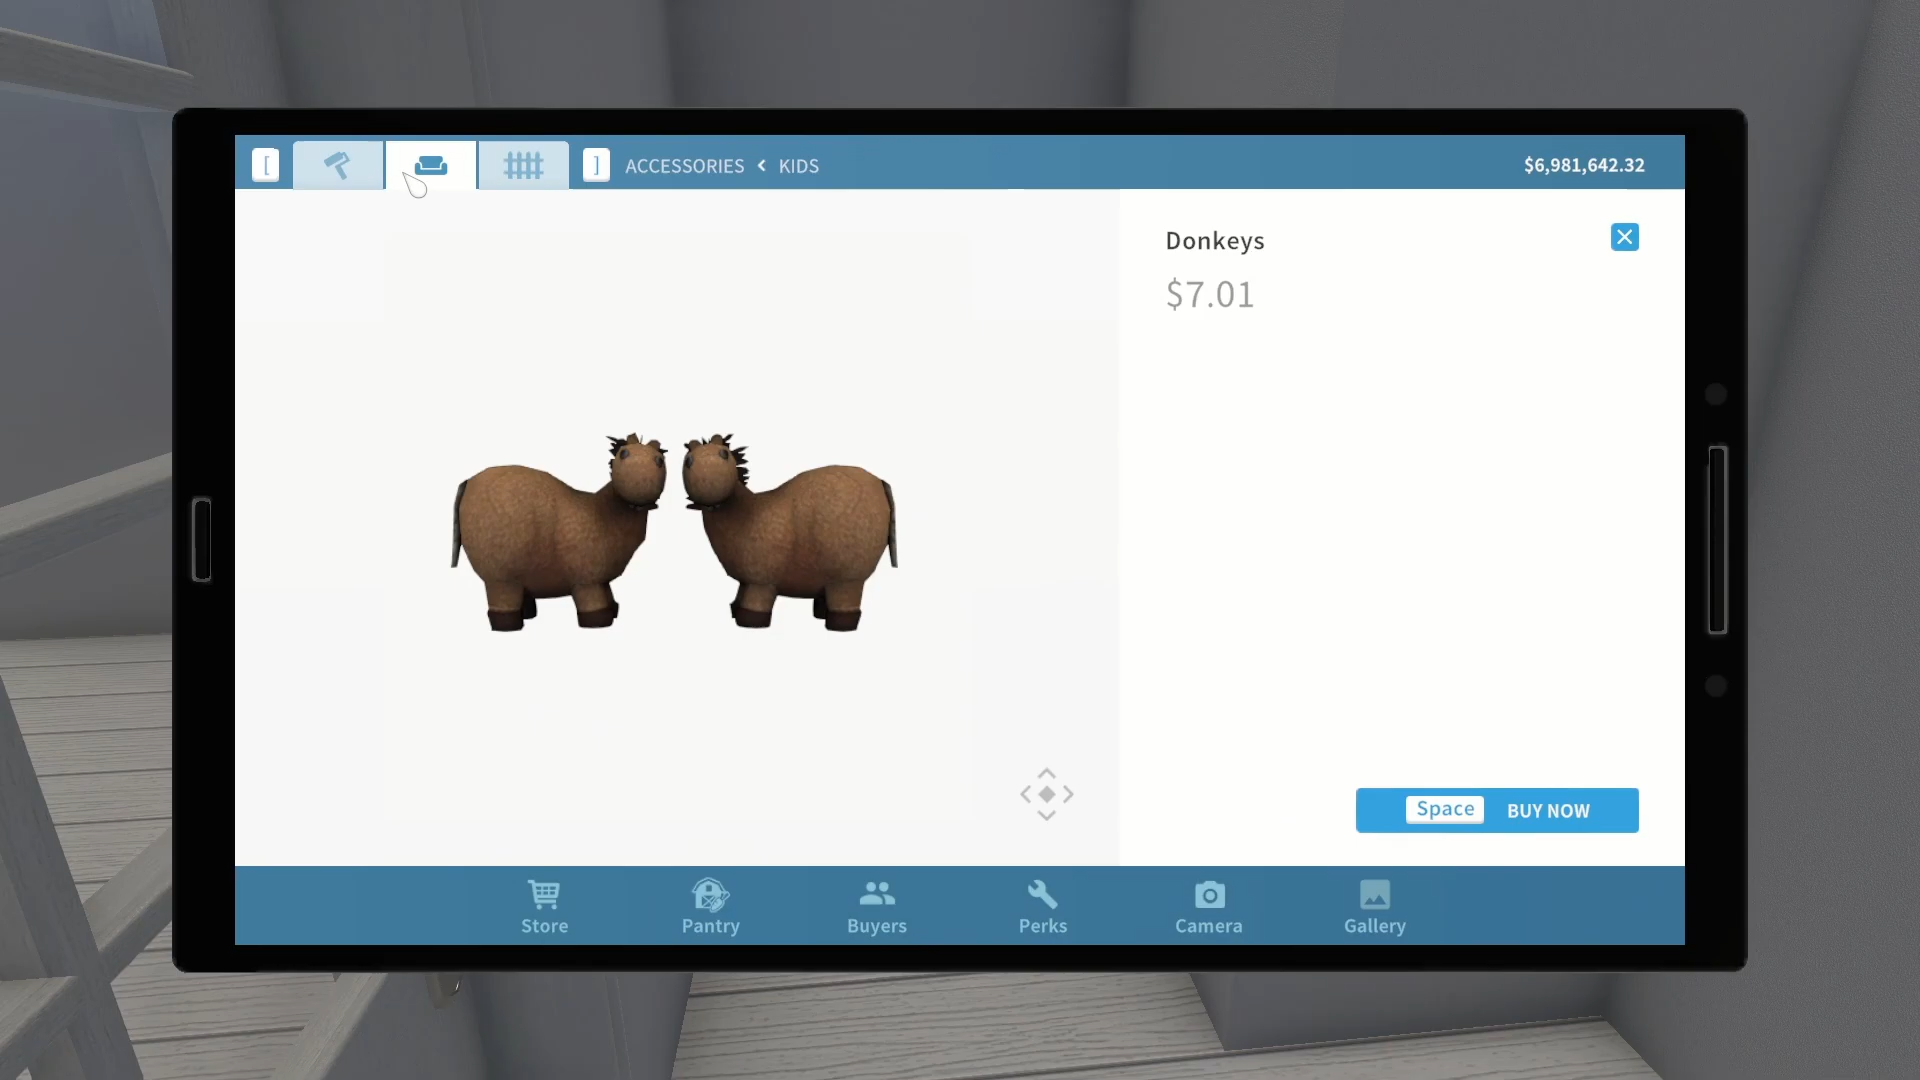 [
]
ACCESSORIES < KIDS
$6,981,642.32
Donkeys
$7.01
Space BUY NOW
Store
Pantry
Buyers
Perks
Camera
Gallery